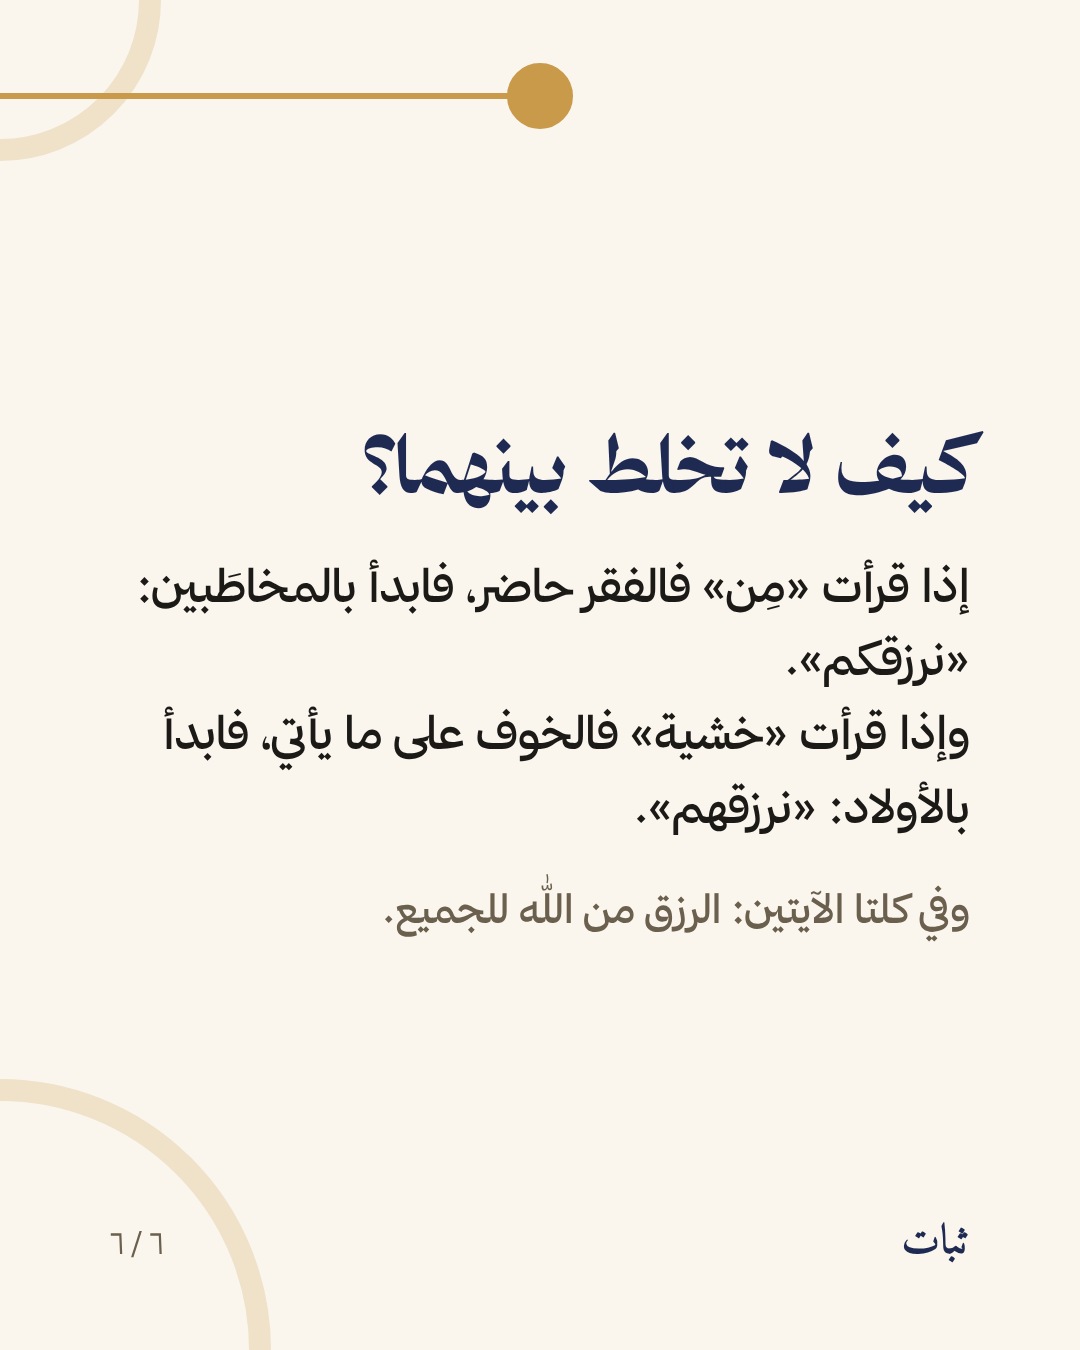 كيف لا تخلط بينهما؟
إذا قرأت «مِن» فالفقر حاضر، فابدأ بالمخاطَبين:
«نرزقكم».
وإذا قرأت «خشية» فالخوف على ما يأتي، فابدأ
بالأولاد: «نرزقهم».
وفي كلتا الآيتين: الرزق من الله للجميع.
ثبات
٦ / ٦